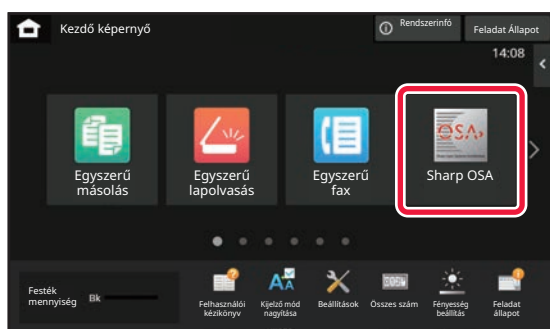 Kezdő képernyő
Rendszerinfó
Feladat Állapot
14:08
OSA
Egyszerű
másolás
Egyszerű
lapolvasás
Egyszerű
fax
Sharp OSA
Festék
mennyiség
Bk
Felhasználói
kézikönyv
Kijelző mód
nagyítása
Beállítások
Összes szám
Fényesség
beállítás
Feladat
állapot